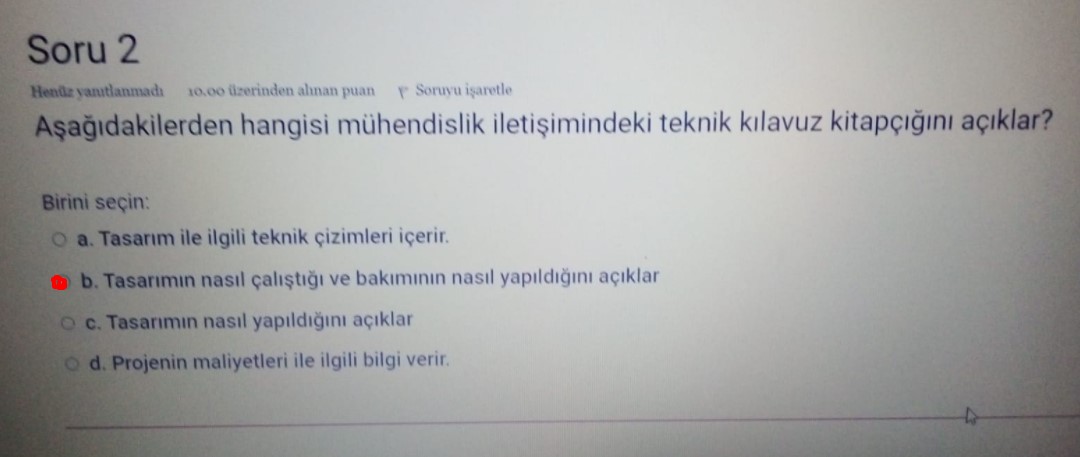 Soru 2
Henüz yanıtlanmadı 10.00 üzerinden alınan puan Soruyu işaretle
Aşağıdakilerden hangisi mühendislik iletişimindeki teknik kılavuz kitapçığını açıklar?
Birini seçin:
a. Tasarım ile ilgili teknik çizimleri içerir.
b. Tasarımın nasıl çalıştığı ve bakımının nasıl yapıldığını açıklar
c. Tasarımın nasıl yapıldığını açıklar
d. Projenin maliyetleri ile ilgili bilgi verir.